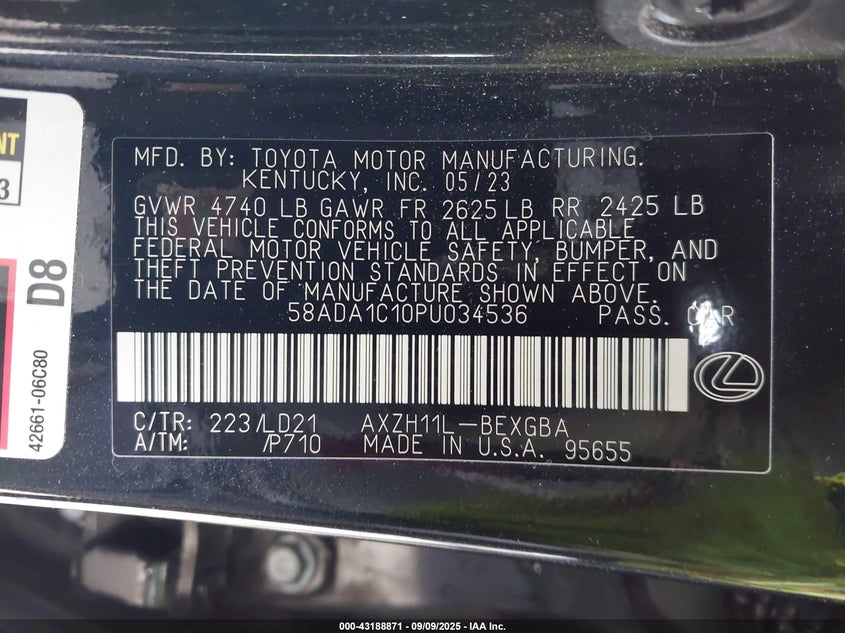 NT
3
D8
42661-06C80
MFD. BY: TOYOTA MOTOR MANUFACTURING.
KENTUCKY, INC. 05/23
GVWR 4740 LB GAWR FR 2625 LB RR 2425 LB
THIS VEHICLE CONFORMS TO ALL APPLICABLE
FEDERAL MOTOR VEHICLE SAFETY, BUMPER, AND
THEFT PREVENTION STANDARDS IN EFFECT ON
THE DATE OF MANUFACTURE SHOWN ABOVE.
58ADA1C10PU034536 PASS. CAR
C/TR: 223/LD21 AXZH11L-BEXGBA
A/TM: /P710 MADE IN U.S.A. 95655
000-43188871 - 09/09/2025 - IAA Inc.